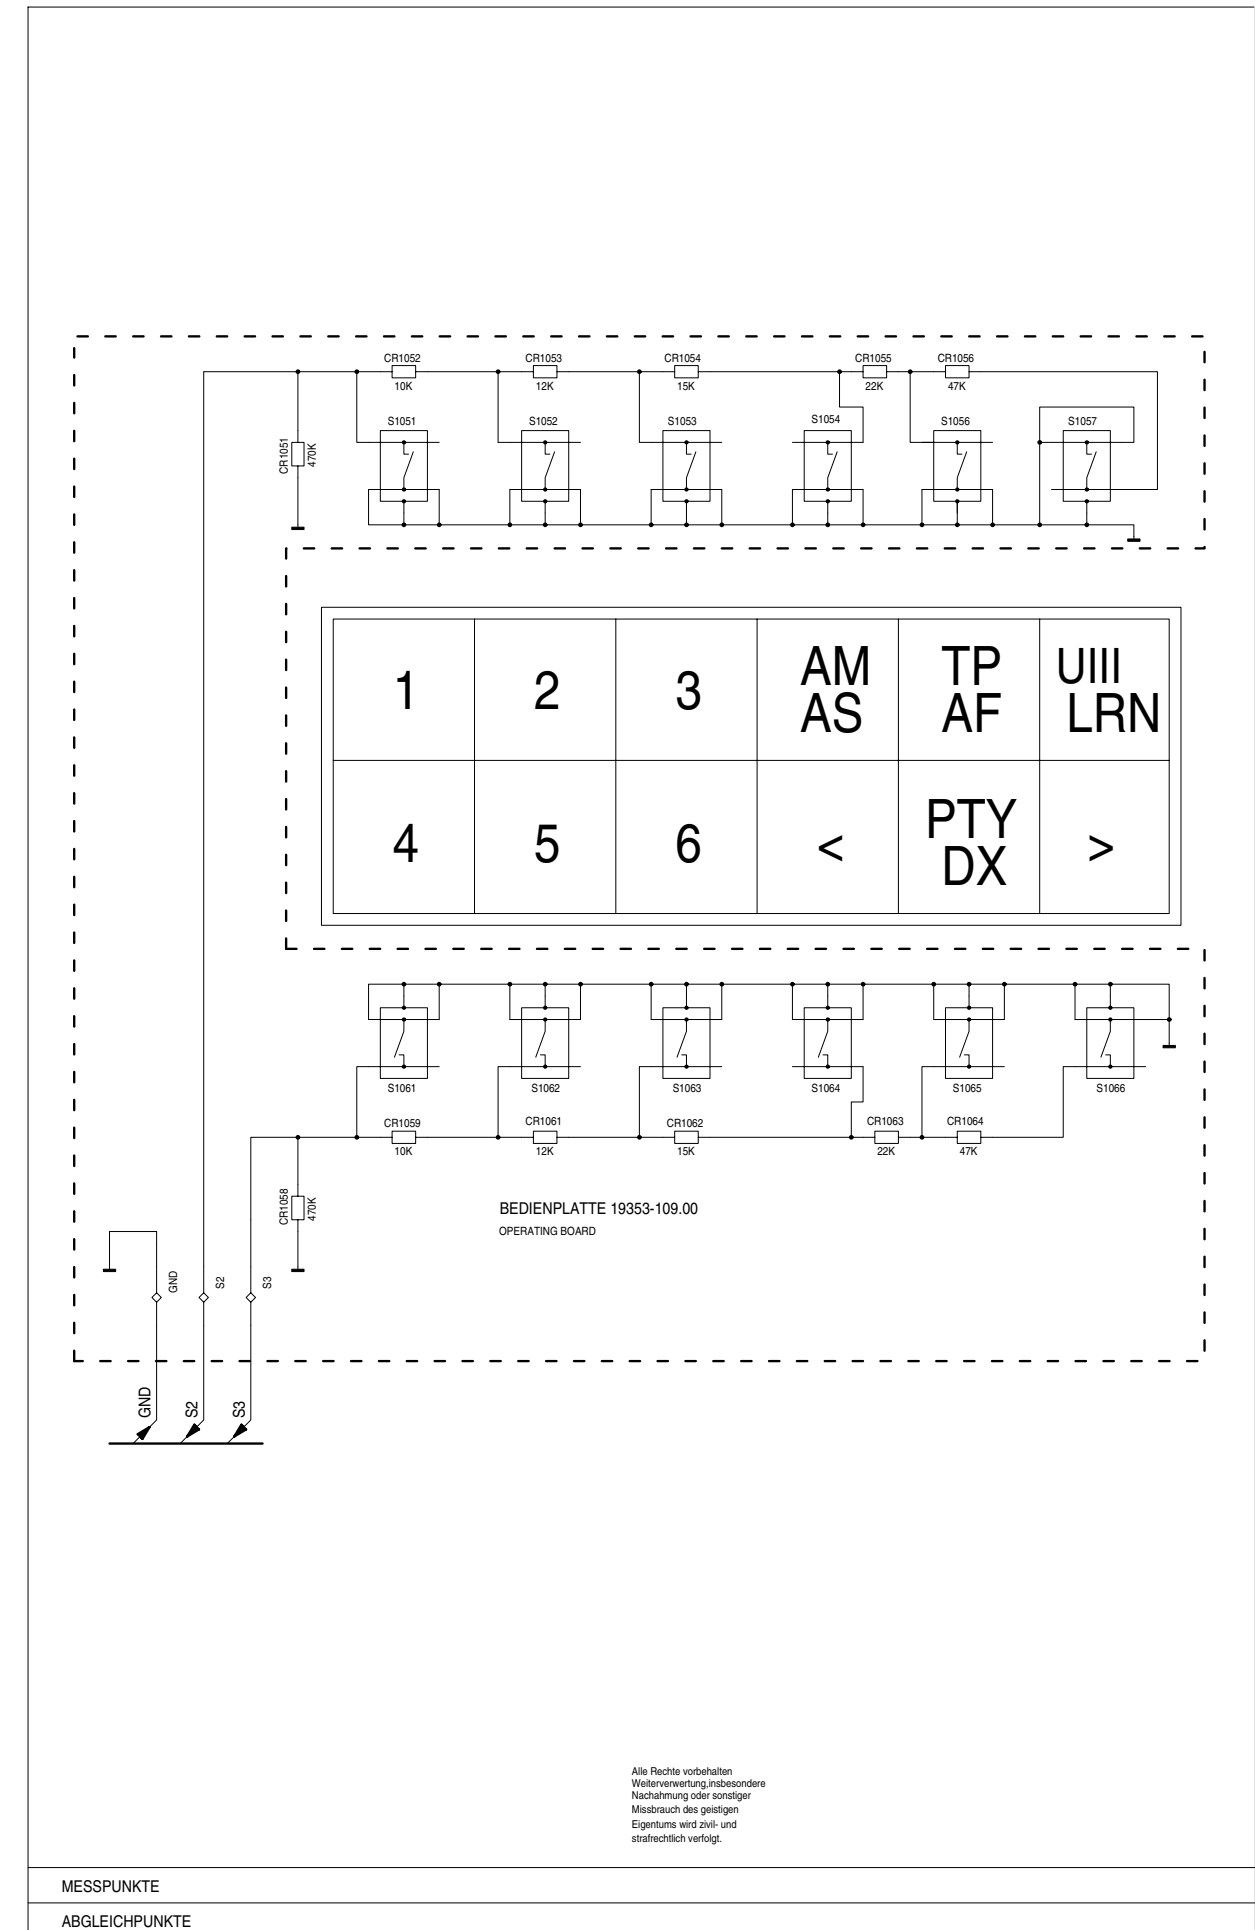 CR1052 CR1053 CR1054 CR1055 CR1056
10K 12K 15K 22K 47K
S1051 S1052 S1053 S1054 S1056 S1057
CR1051
470K
1 2 3 AM TP UIII
AS AF LRN
4 5 6 < PTY >
DX
S1061 S1062 S1063 S1064 S1065 S1066
CR1059 CR1061 CR1062 CR1063 CR1064
10K 12K 15K 22K 47K
CR1058
470K
BEDIENPLATTE 19353-109.00
OPERATING BOARD
GND S2 S3
GND S2 S3
Alle Rechte vorbehalten
Weiterverwertung,insbesondere
Nachahmung oder sonstiger
Missbrauch des geistigen
Eigentums wird zivil- und
strafrechtlich verfolgt.
MESSPUNKTE
ABGLEICHPUNKTE